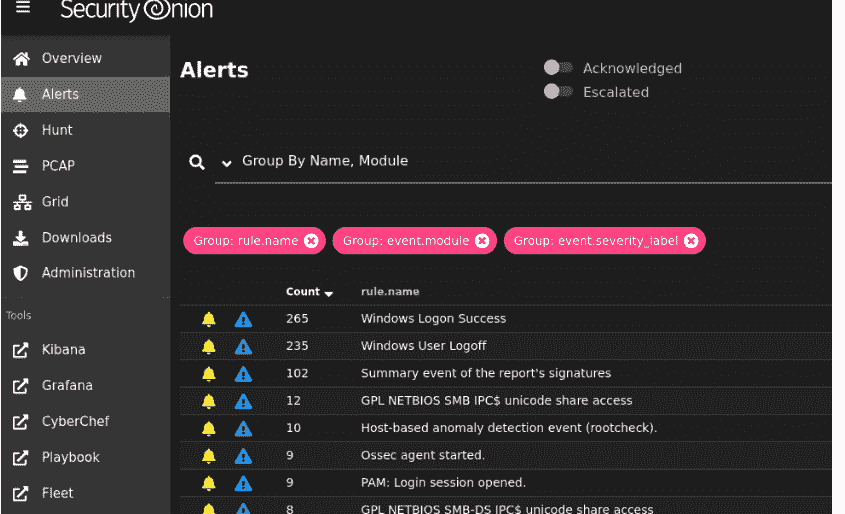 Security Onion
Overview
Alerts
Hunt
PCAP
Grid
Downloads
Administration
Tools
Kibana
Grafana
CyberChef
Playbook
Fleet
Alerts
Acknowledged
Escalated
Group By Name, Module
Group: rule.name
Group: event.module
Group: event.severity_label
Count rule.name
265 Windows Logon Success
235 Windows User Logoff
102 Summary event of the report's signatures
12 GPL NETBIOS SMB IPC$ unicode share access
10 Host-based anomaly detection event (rootcheck).
9 Ossec agent started.
9 PAM: Login session opened.
8 GPL NETBIOS SMB-DS IPC$ unicode share access